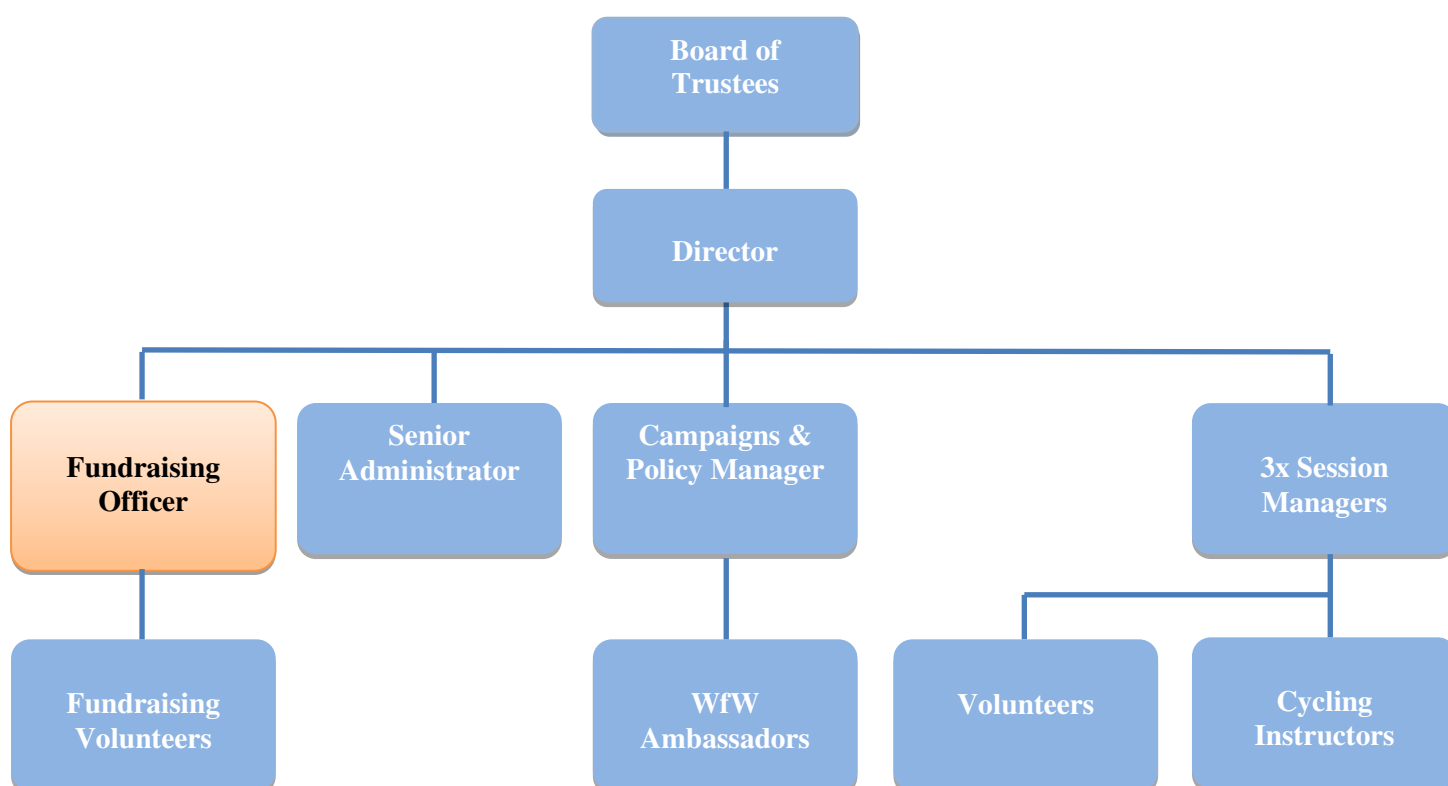 Board of
Trustees
Director
Fundraising
Officer
Senior
Administrator
Campaigns &
Policy Manager
3x Session
Managers
Fundraising
Volunteers
WfW
Ambassadors
Volunteers
Cycling
Instructors